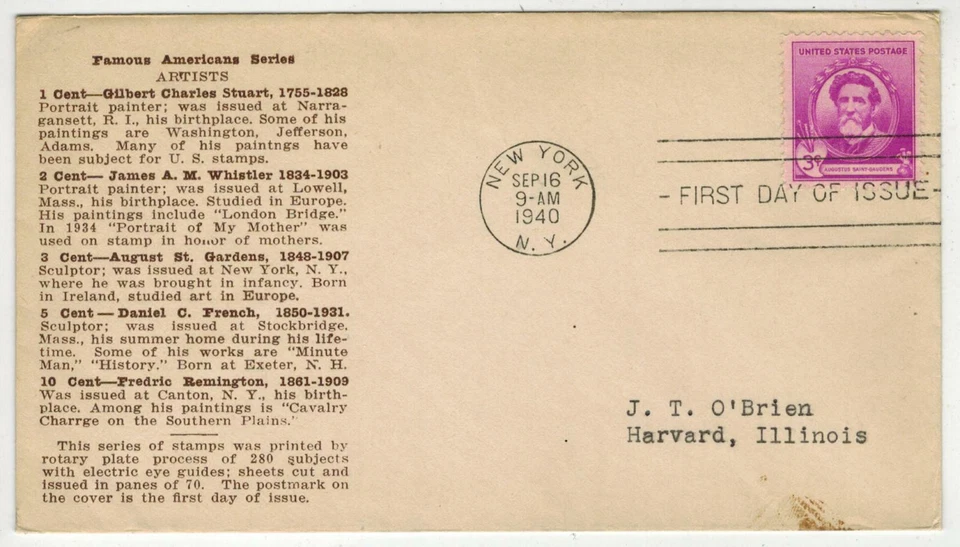 Famous Americans Series
ARTISTS
1 Cent—Gilbert Charles Stuart, 1755-1828
Portrait painter; was issued at Narra-
gansett, R. I., his birthplace. Some of his
paintings are Washington, Jefferson,
Adams. Many of his paintngs have
been subject for U. S. stamps.
2 Cent— James A. M. Whistler 1834-1903
Portrait painter; was issued at Lowell,
Mass., his birthplace. Studied in Europe.
His paintings include "London Bridge."
In 1934 "Portrait of My Mother" was
used on stamp in honor of mothers.
3 Cent—August St. Gardens, 1848-1907
Sculptor; was issued at New York, N. Y.,
where he was brought in infancy. Born
in Ireland, studied art in Europe.
5 Cent—Daniel C. French, 1850-1931.
Sculptor; was issued at Stockbridge,
Mass., his summer home during his life-
time. Some of his works are "Minute
Man," "History." Born at Exeter, N. H.
10 Cent—Fredric Remington, 1861-1909
Was issued at Canton, N. Y., his birth-
place. Among his paintings is "Cavalry
Charrge on the Southern Plains.'
This series of stamps was printed by
rotary plate process of 280 subjects
with electric eye guides; sheets cut and
issued in panes of 70. The postmark on
the cover is the first day of issue.
NEW YORK
SEP 16
9-AM
1940
N. Y.
UNITED STATES POSTAGE
3¢
AUGUSTUS SAINT-GAUDENS
- FIRST DAY OF ISSUE -
J. T. O'Brien
Harvard, Illinois